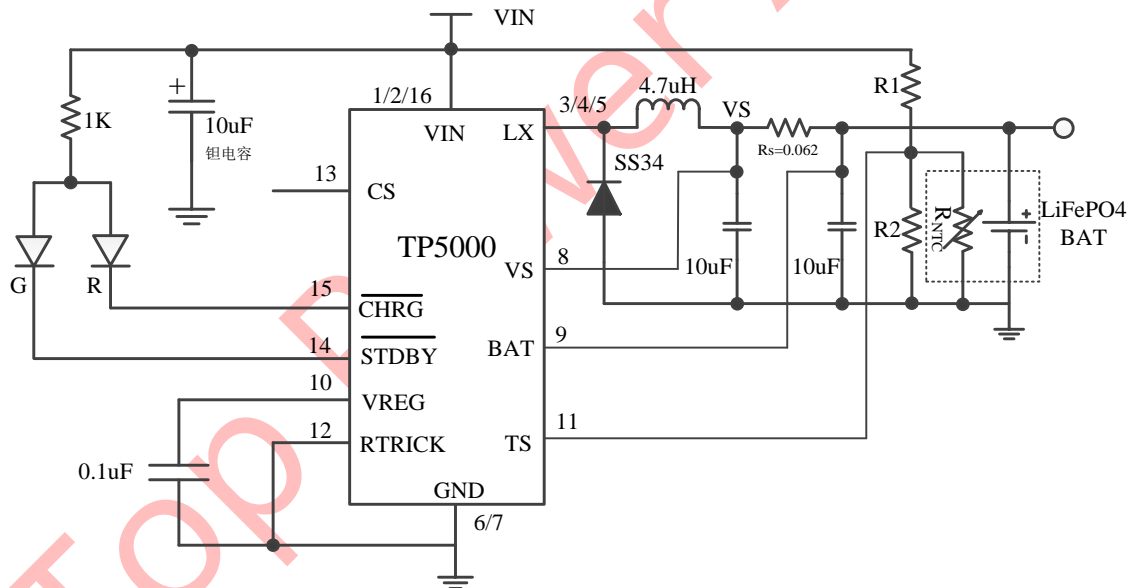 VIN
1/2/16
VIN
3/4/5
LX
4.7uH
VS
Rs=0.062
R1
1K
10uF
钽电容
SS34
13
CS
TP5000
VS
8
10uF
10uF
R2
RNTC
+
-
LiFePO4
BAT
G
R
15
CHRG
14
STDBY
BAT
9
10
VREG
12
RTRICK
TS
11
0.1uF
GND
6/7
+
Top Power